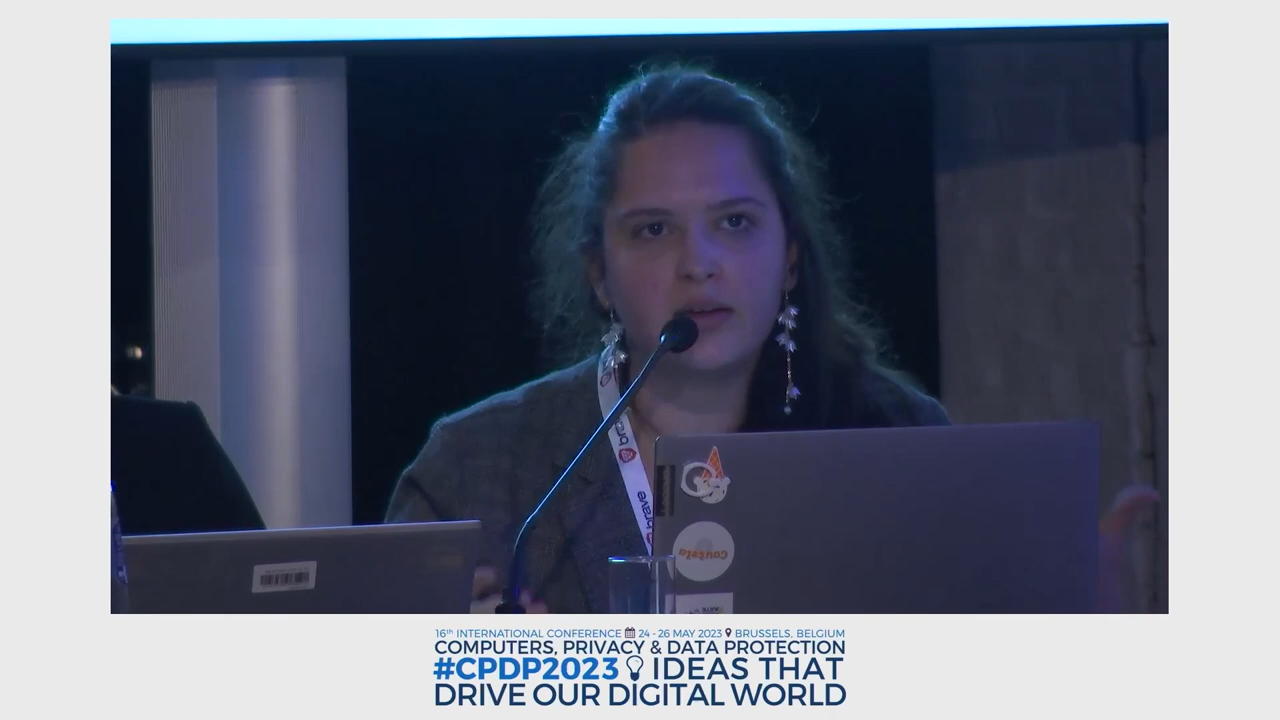 brave
brave
Cautela
16th INTERNATIONAL CONFERENCE 24 - 26 MAY 2023 BRUSSELS, BELGIUM
COMPUTERS, PRIVACY & DATA PROTECTION
#CPDP2023 IDEAS THAT
DRIVE OUR DIGITAL WORLD